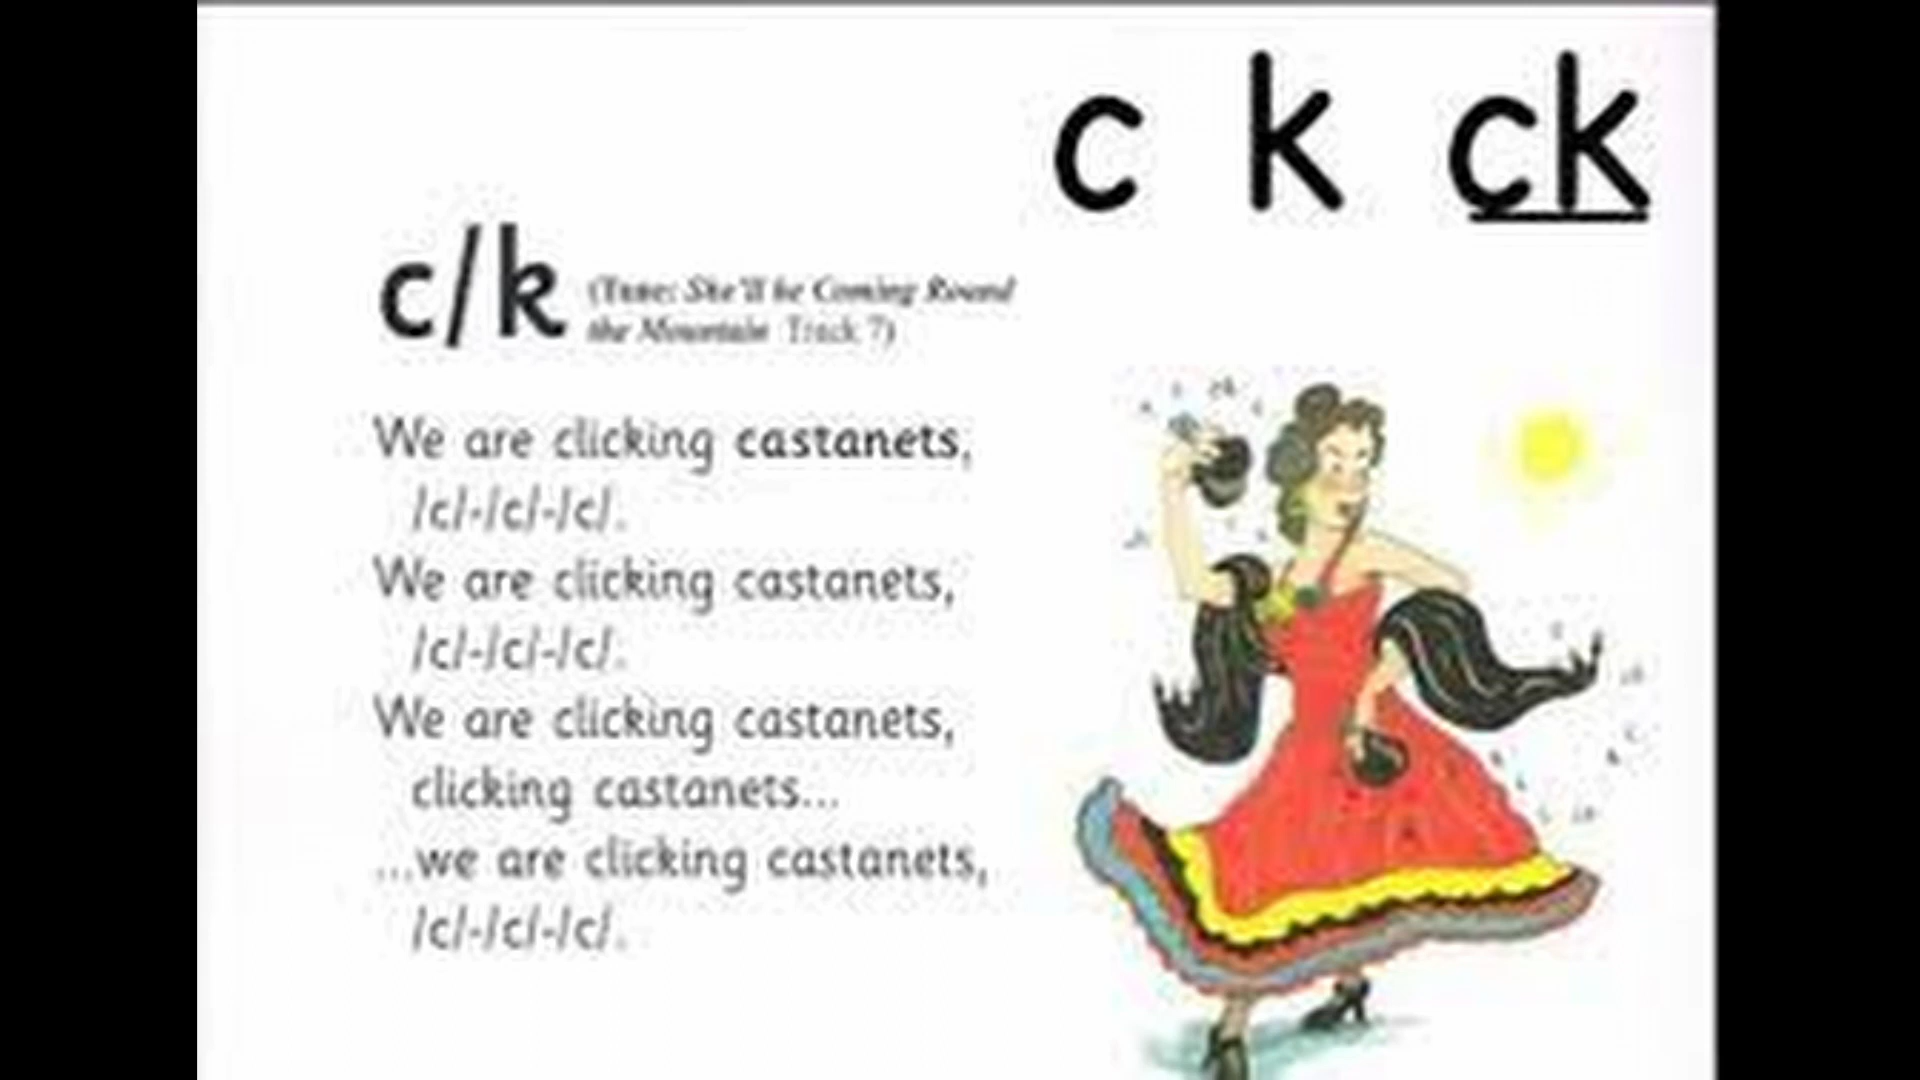 c k ck
c/k (Tune: She'll be Coming Round
the Mountain Track 7)
We are clicking castanets,
/c/-/c/-/c/.
We are clicking castanets,
/c/-/c/-/c/.
We are clicking castanets,
clicking castanets...
...we are clicking castanets,
/c/-/c/-/c/.